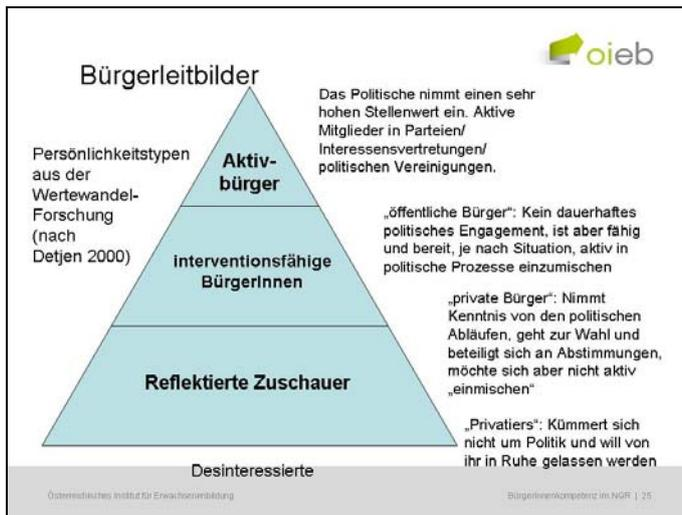 oieb
Bürgerleitbilder
Persönlichkeitstypen
aus der
Wertewandel-
Forschung
(nach
Detjen 2000)
Aktiv-
bürger
Das Politische nimmt einen sehr
hohen Stellenwert ein. Aktive
Mitglieder in Parteien/
Interessensvertretungen/
politischen Vereinigungen.
interventionsfähige
BürgerInnen
„öffentliche Bürger“: Kein dauerhaftes
politisches Engagement, ist aber fähig
und bereit, je nach Situation, aktiv in
politische Prozesse einzumischen
Reflektierte Zuschauer
„private Bürger“: Nimmt
Kenntnis von den politischen
Abläufen, geht zur Wahl und
beteiligt sich an Abstimmungen,
möchte sich aber nicht aktiv
„einmischen“
Desinteressierte
„Privatiers“: Kümmert sich
nicht um Politik und will von
ihr in Ruhe gelassen werden
Österreichisches Institut für Erwachsenenbildung
BürgerInnenkompetenz im NGR | 25